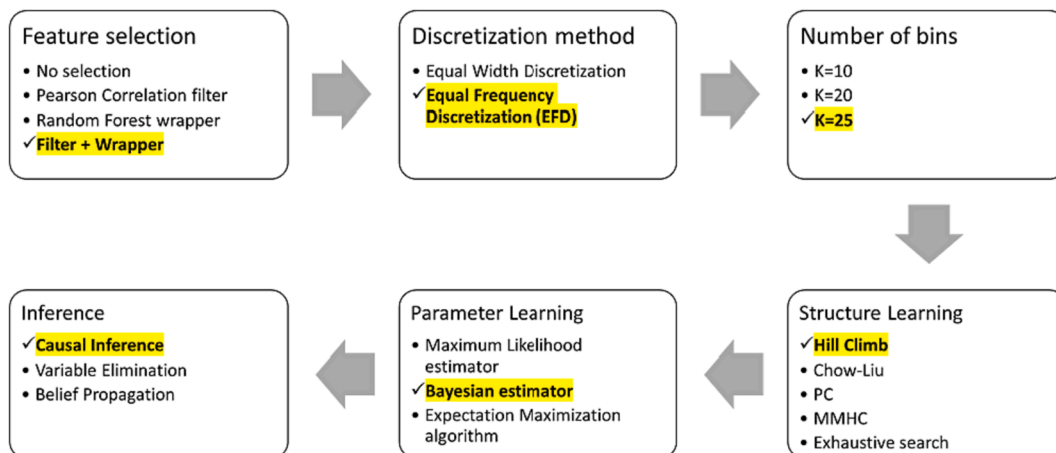 Feature selection
• No selection
• Pearson Correlation filter
• Random Forest wrapper
✓Filter + Wrapper
Discretization method
• Equal Width Discretization
✓Equal Frequency
Discretization (EFD)
Number of bins
• K=10
• K=20
✓K=25
Inference
✓Causal Inference
• Variable Elimination
• Belief Propagation
Parameter Learning
• Maximum Likelihood
estimator
✓Bayesian estimator
• Expectation Maximization
algorithm
Structure Learning
✓Hill Climb
• Chow-Liu
• PC
• MMHC
• Exhaustive search